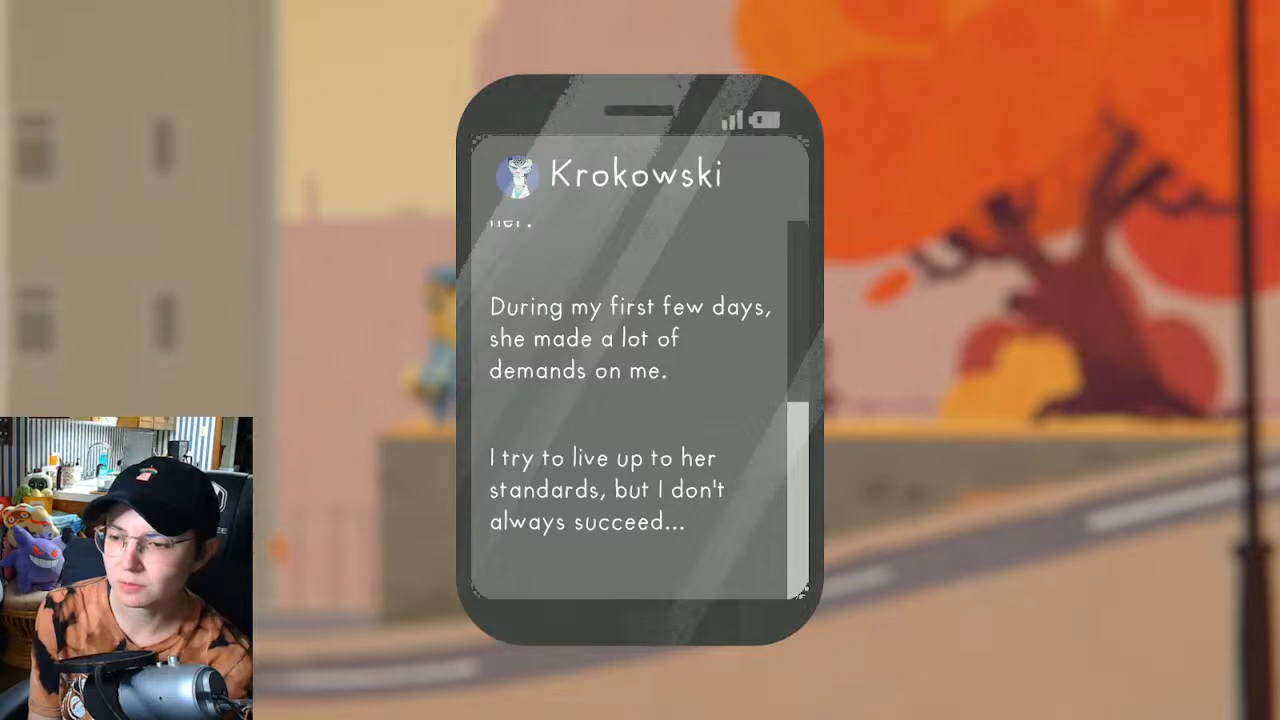 Krokowski
her.
During my first few days,
she made a lot of
demands on me.
I try to live up to her
standards, but I don't
always succeed...